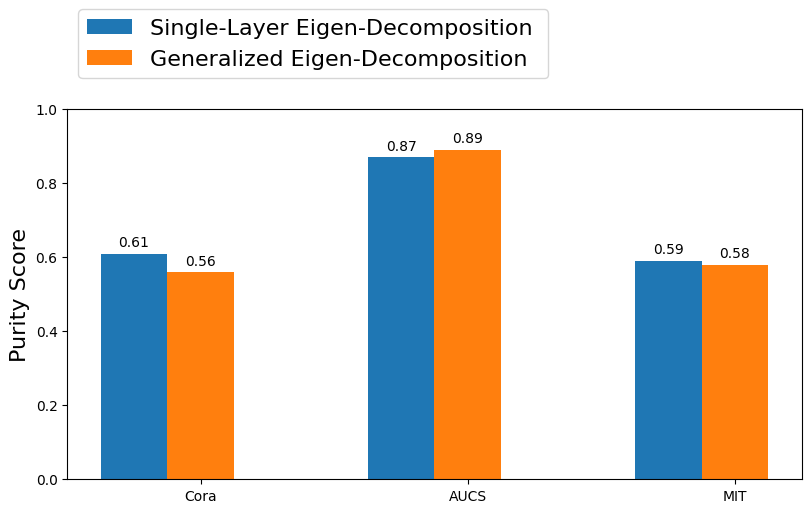 Single-Layer Eigen-Decomposition
Generalized Eigen-Decomposition
Purity Score
1.0
0.8
0.6
0.4
0.2
0.0
0.61
0.56
0.87
0.89
0.59
0.58
Cora
AUCS
MIT